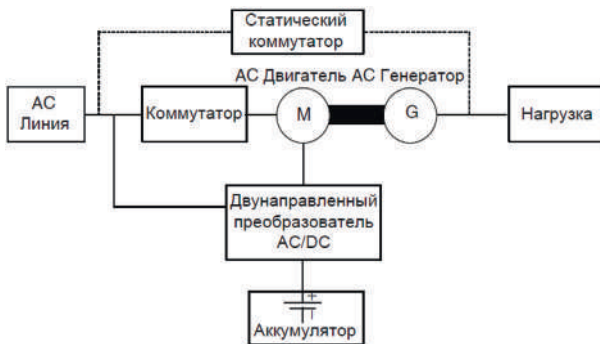 Статический
коммутатор
АС Двигатель АС Генератор
АС
Линия
Коммутатор
M
G
Нагрузка
Двунаправленный
преобразователь
AC/DC
+
Аккумулятор